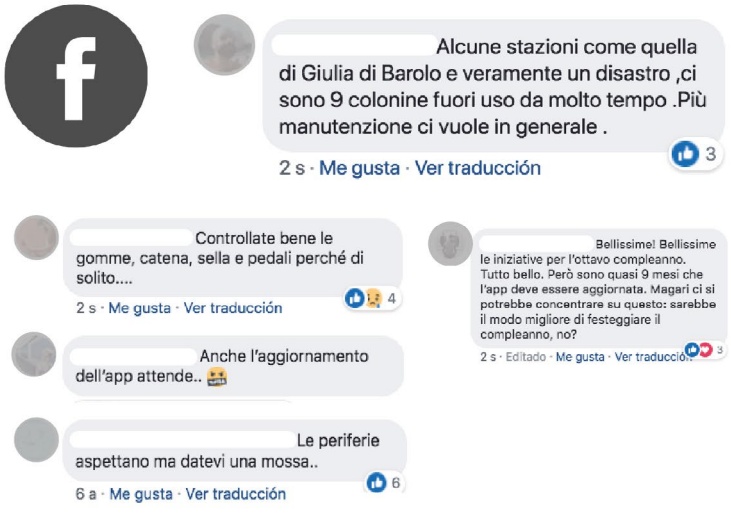 f
Alcune stazioni come quella
di Giulia di Barolo e veramente un disastro ,ci
sono 9 colonine fuori uso da molto tempo .Più
manutenzione ci vuole in generale .
3
2 s · Me gusta · Ver traducción
Controllate bene le
gomme, catena, sella e pedali perché di
solito....
4
2 s · Me gusta · Ver traducción
Bellissime! Bellissime
le iniziative per l'ottavo compleanno.
Tutto bello. Però sono quasi 9 mesi che
l'app deve essere aggiornata. Magari ci si
potrebbe concentrare su questo: sarebbe
il modo migliore di festeggiare il
compleanno, no?
3
2 s · Editado · Me gusta · Ver traducción
Anche l'aggiornamento
dell'app attende..
Le periferie
aspettano ma datevi una mossa..
6
6 a · Me gusta · Ver traducción